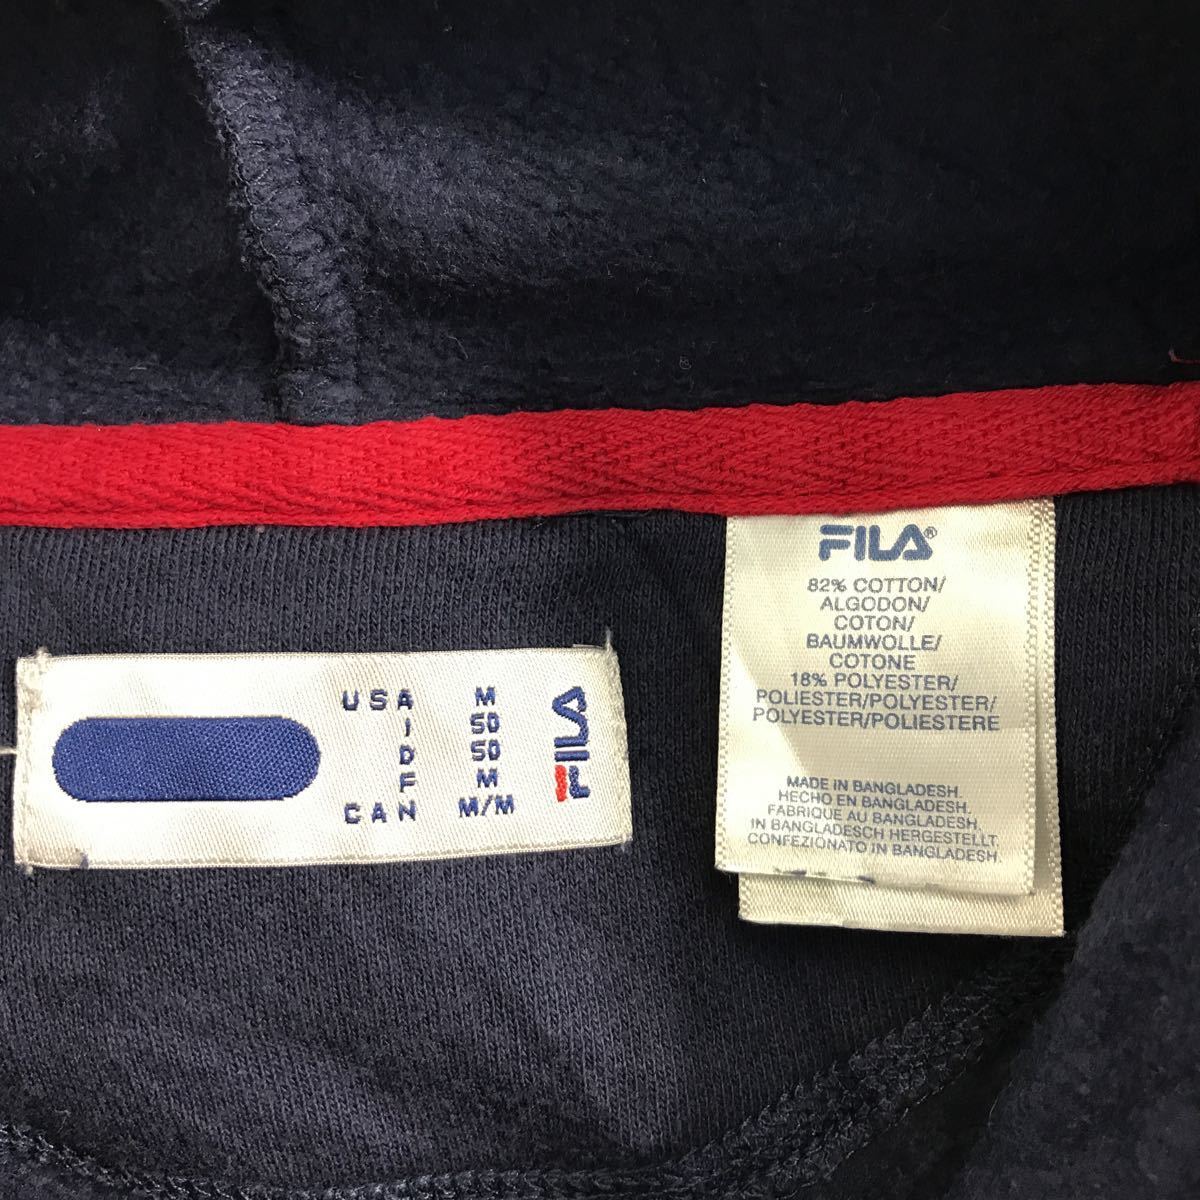 USA M
I 50
D 50
F M
CAN M/M
FILA
FILA®
82% COTTON/
ALGODON/
COTON/
BAUMWOLLE/
COTONE
18% POLYESTER/
POLIESTER/POLYESTER/
POLYESTER/POLIESTERE
MADE IN BANGLADESH.
HECHO EN BANGLADESH.
FABRIQUE AU BANGLADESH.
IN BANGLADESCH HERGESTELLT.
CONFEZIONATO IN BANGLADESH.